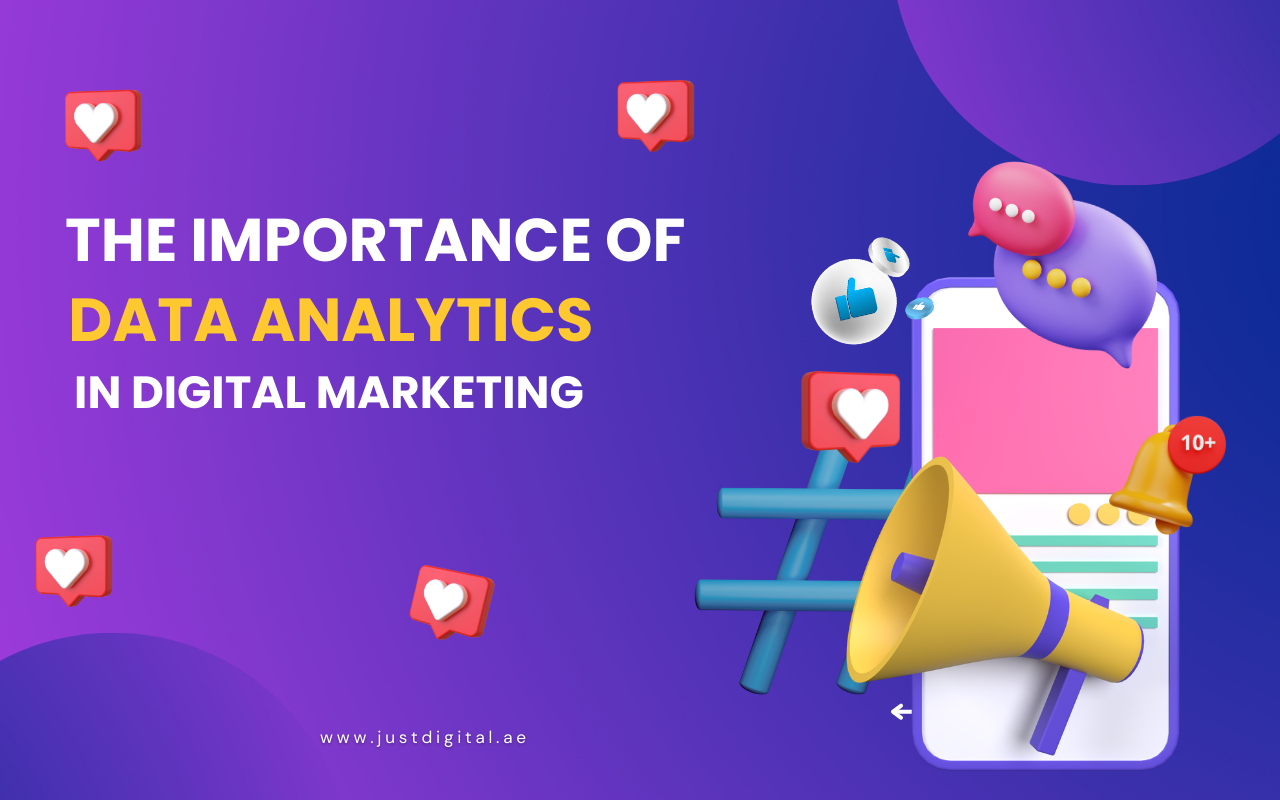 THE IMPORTANCE OF
DATA ANALYTICS
IN DIGITAL MARKETING
10+
www.justdigital.ae